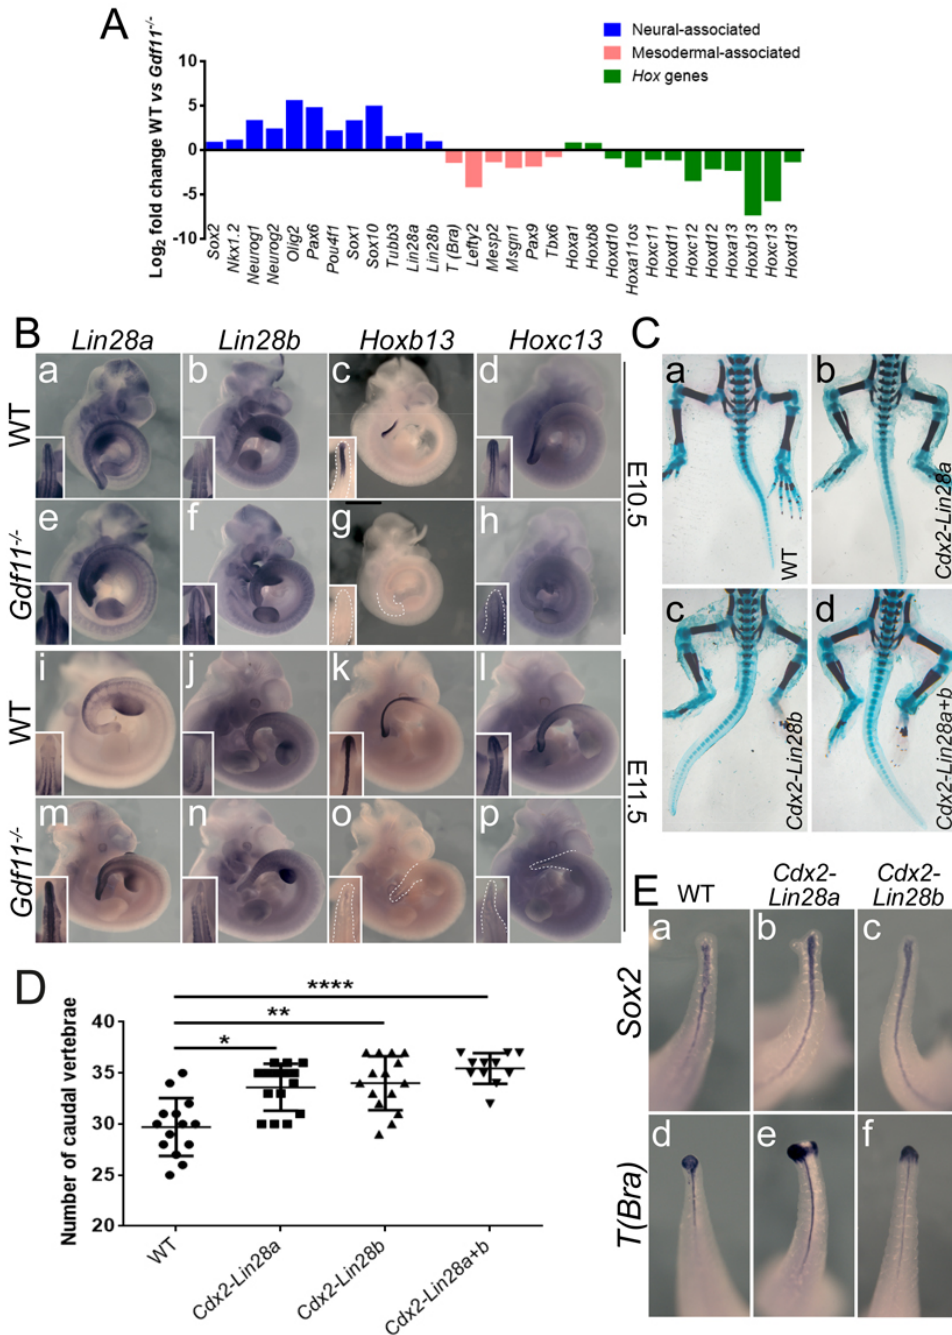 A
Neural-associated
Mesodermal-associated
Hox genes
Log2 fold change WT vs Gdf11-/-
10
5
0
-5
-10
Sox2
Nkx1.2
Neurog1
Neurog2
Olig2
Pax6
Pou4f1
Sox1
Sox10
Tubb3
Lin28a
Lin28b
T (Bra)
Lefty2
Mesp2
Msgn1
Pax9
Tbx6
Hoxa1
Hoxb8
Hoxd10
Hoxa11os
Hoxc11
Hoxd11
Hoxc12
Hoxd12
Hoxa13
Hoxb13
Hoxc13
Hoxd13
B
Lin28a
Lin28b
Hoxb13
Hoxc13
WT
a
b
c
d
Gdf11-/-
e
f
g
h
E10.5
WT
i
j
k
l
Gdf11-/-
m
n
o
p
E11.5
C
a
WT
b
Cdx2-Lin28a
c
Cdx2-Lin28b
d
Cdx2-Lin28a+b
D
****
**
*
Number of caudal vertebrae
40
35
30
25
20
WT
Cdx2-Lin28a
Cdx2-Lin28b
Cdx2-Lin28a+b
E
WT
Cdx2-
Lin28a
Cdx2-
Lin28b
Sox2
a
b
c
T(Bra)
d
e
f